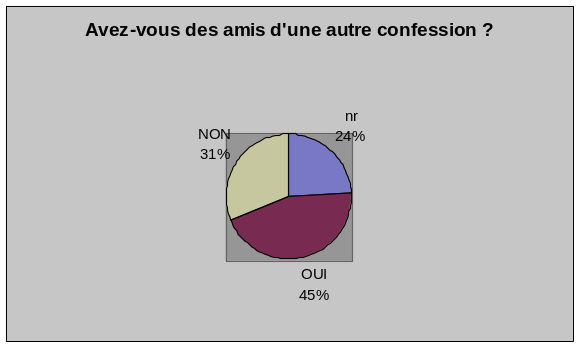 Avez-vous des amis d'une autre confession ?
nr
24%
NON
31%
OUI
45%